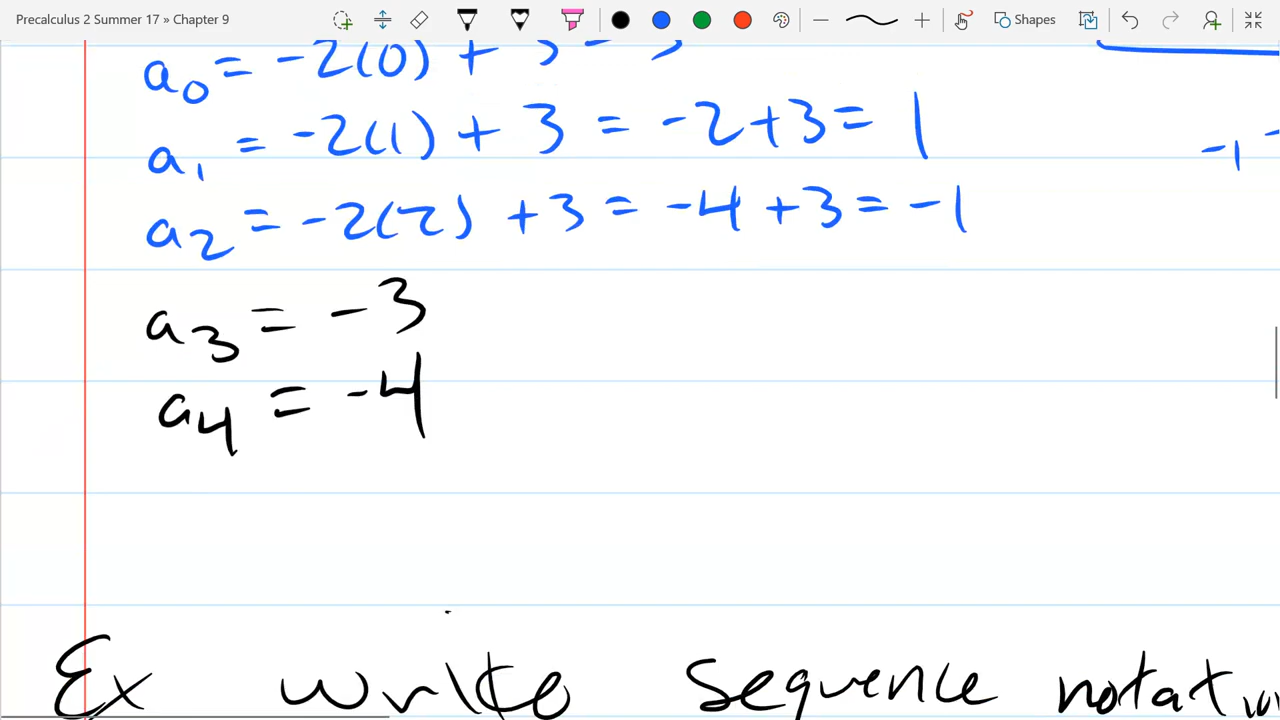 Precalculus 2 Summer 17 » Chapter 9
Shapes
a₀ = -2(0) + 3 = 3
a₁ = -2(1) + 3 = -2+3 = 1
-1
a₂ = -2(2) + 3 = -4 + 3 = -1
a₃ = -3
a₄ = -4
Ex write sequence